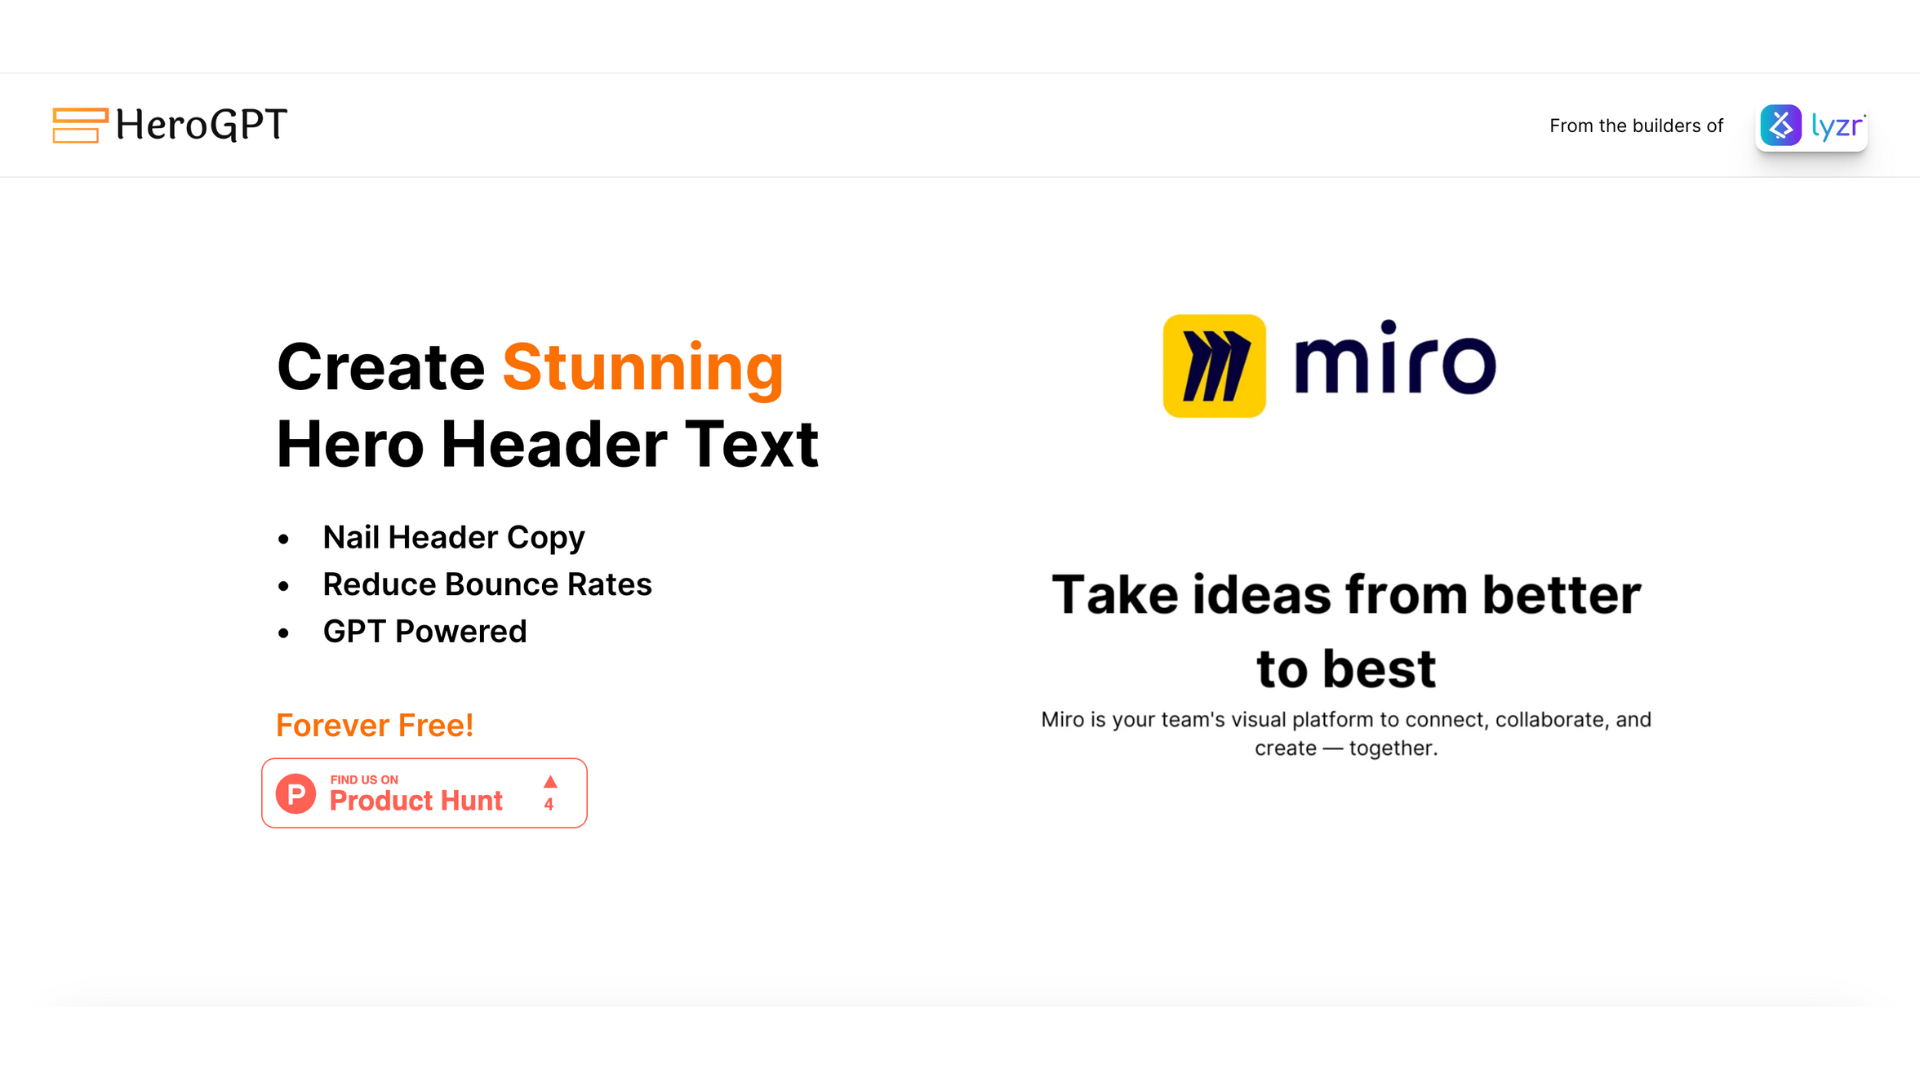 HeroGPT
From the builders of
lyzr
Create Stunning
Hero Header Text
• Nail Header Copy
• Reduce Bounce Rates
• GPT Powered
Forever Free!
P
FIND US ON
Product Hunt
▲
4
miro
Take ideas from better
to best
Miro is your team's visual platform to connect, collaborate, and
create — together.